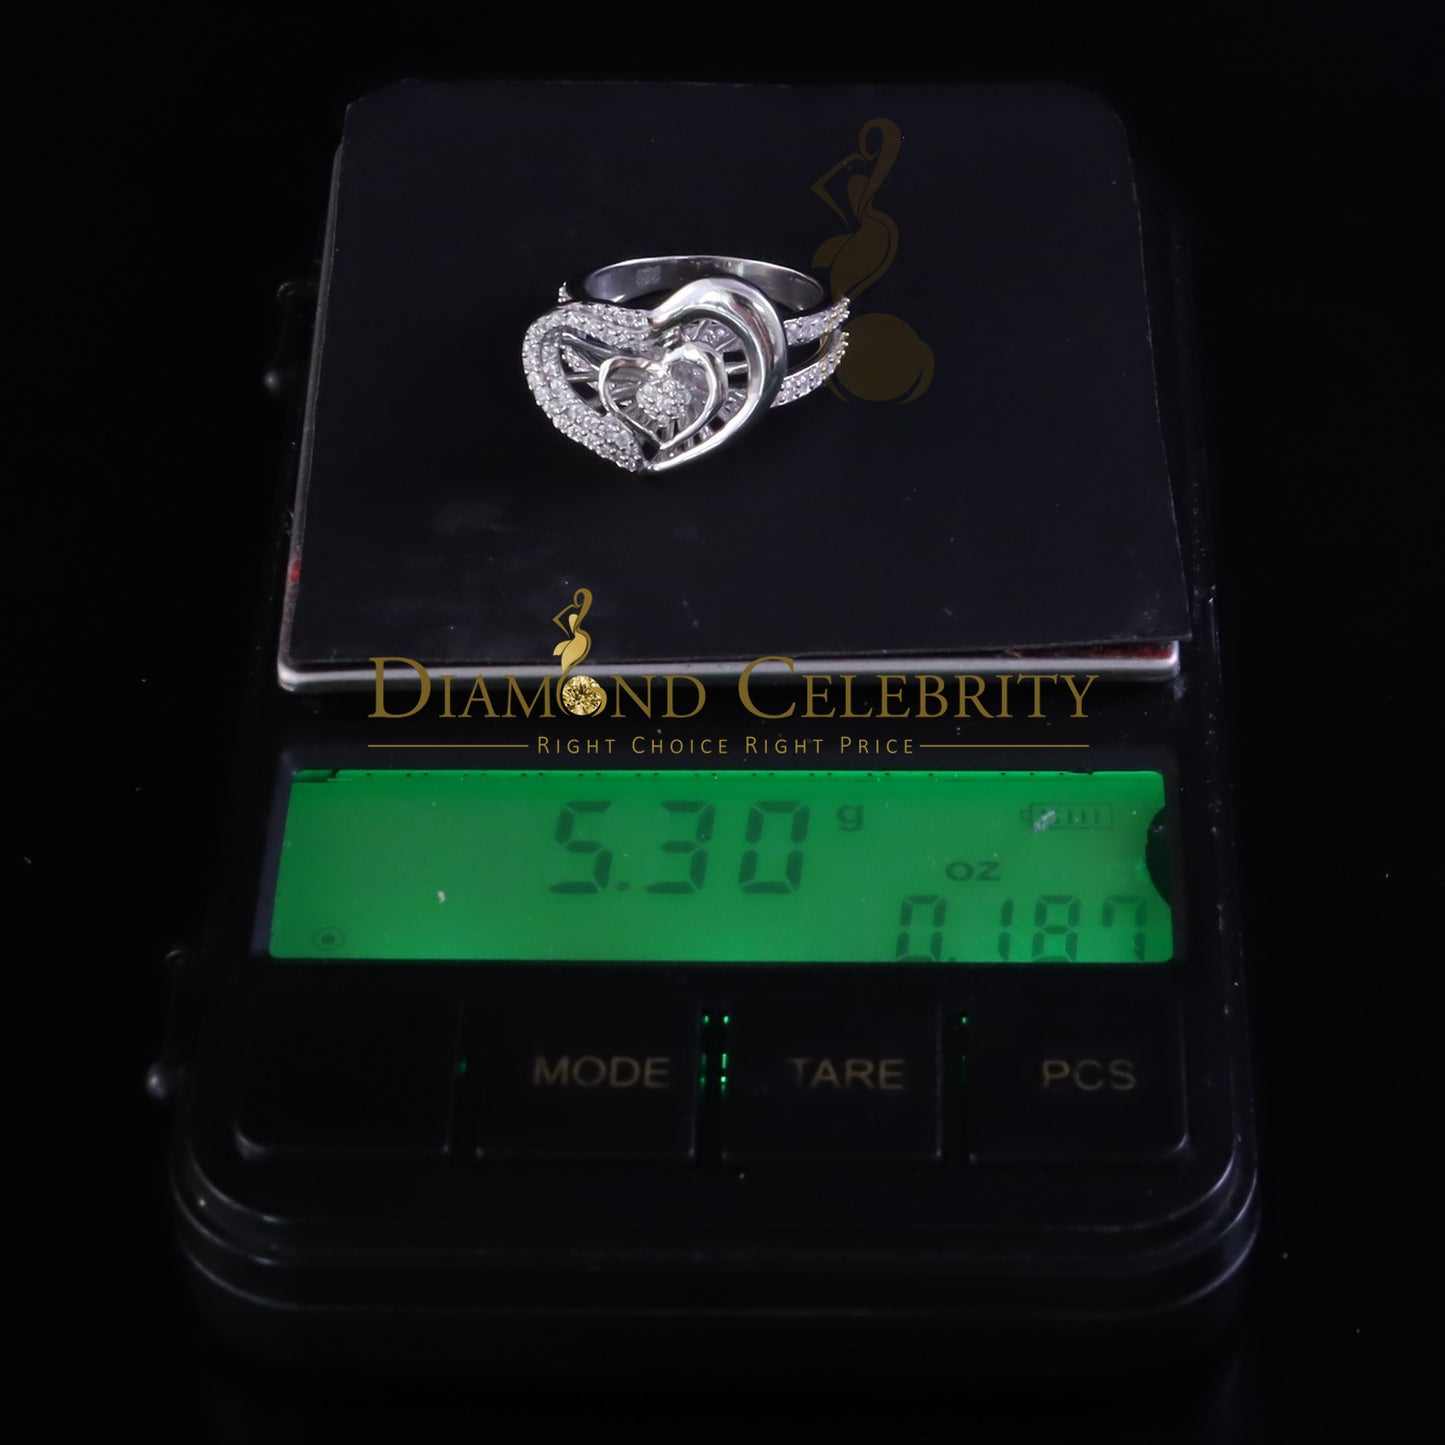 DIAMOND CELEBRITY
RIGHT CHOICE RIGHT PRICE
5.30 g
oz
0.187
MODE TARE PCS